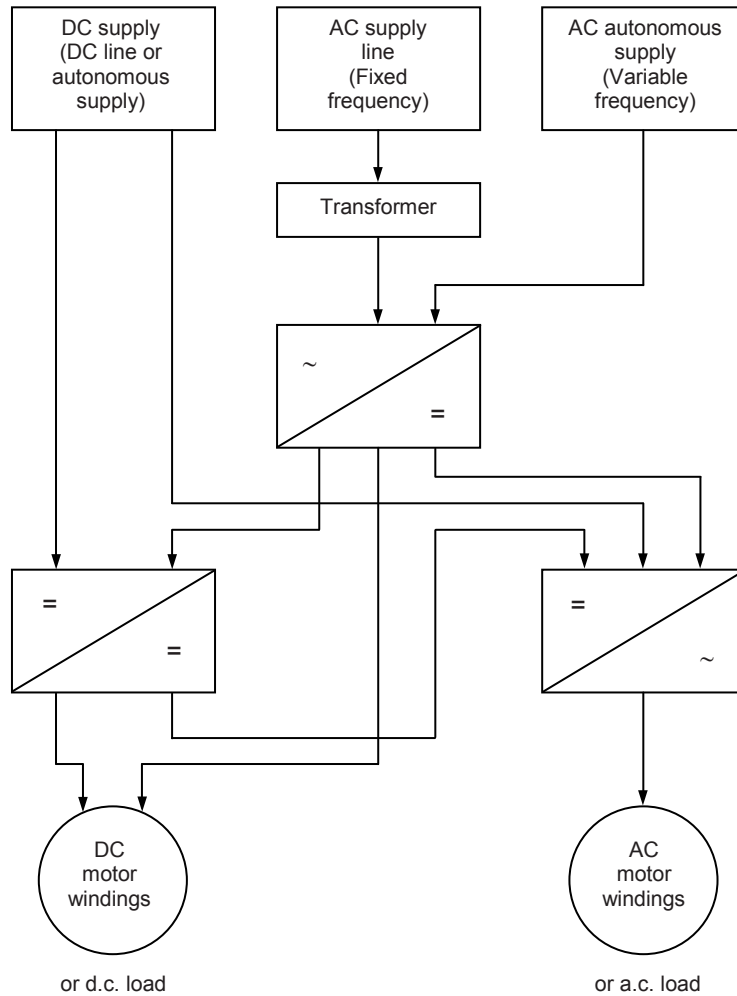 DC supply
(DC line or
autonomous
supply)
AC supply
line
(Fixed
frequency)
AC autonomous
supply
(Variable
frequency)
Transformer
~
=
=
=
=
~
DC
motor
windings
AC
motor
windings
or d.c. load
or a.c. load